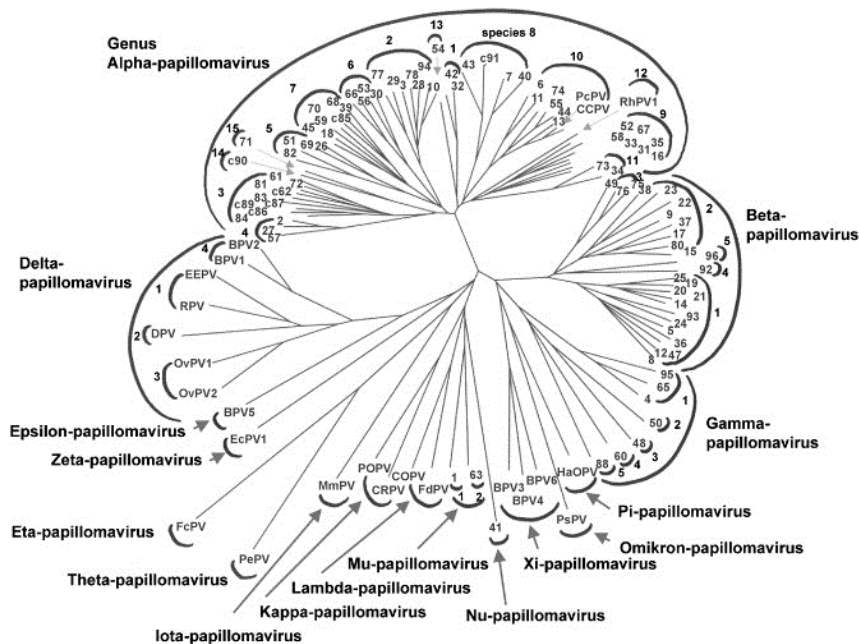 Genus
Alpha-papillomavirus
13
54
2
1
species 8
6
77
29
3
78
28
94
10
42
32
43
c91
7
40
10
6
74
11
55
44
13
PcPV
CCPV
12
RhPV1
9
52
67
58
33
31
35
16
7
70
68
66
53
56
30
59
39
c85
45
18
5
51
69
26
82
15
71
14
c90
3
61
81
72
c62
83
c89
c87
c86
84
4
2
27
57
11
73
34
Beta-
papillomavirus
3
49
76
75
38
23
22
2
9
37
17
80
15
5
96
92
4
25
19
20
21
14
93
24
1
5
36
12
8
47
Gamma-
papillomavirus
95
65
1
4
50
2
48
3
60
4
88
5
Delta-
papillomavirus
4
BPV2
BPV1
1
EEPV
RPV
2
DPV
OvPV1
3
OvPV2
BPV5
Epsilon-papillomavirus
EcPV1
Zeta-papillomavirus
FcPV
Eta-papillomavirus
PePV
Theta-papillomavirus
MmPV
Iota-papillomavirus
POPV
CRPV
Kappa-papillomavirus
COPV
FdPV
Lambda-papillomavirus
1
63
1
2
Mu-papillomavirus
41
Nu-papillomavirus
BPV3
BPV6
BPV4
Xi-papillomavirus
PsPV
Omikron-papillomavirus
HaOPV
Pi-papillomavirus